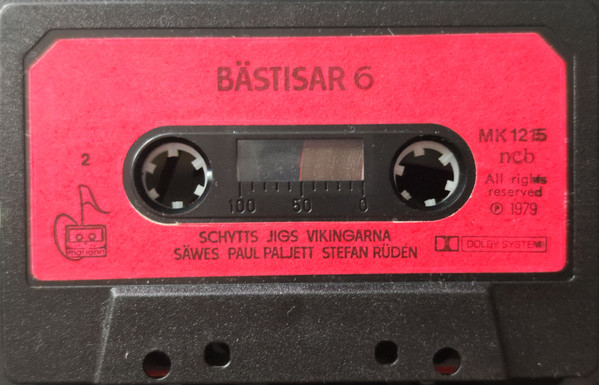 BÄSTISAR 6
2
MK 1215
ncb
All rights
reserved
℗ 1979
100 50 0
mariann
SCHYTTS JIGS VIKINGARNA
SÄWES PAUL PALJETT STEFAN RÜDEN
DOLBY SYSTEM